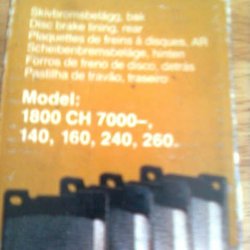 Skivbromsbelägg, bak
Disc brake lining, rear
Plaquettes de freins à disques, AR
Scheibenbremsbeläge, hinten
Forros de freno de disco, detrás
Pastilha de travão, traseiro
Model:
1800 CH 7000–,
140, 160, 240, 260.